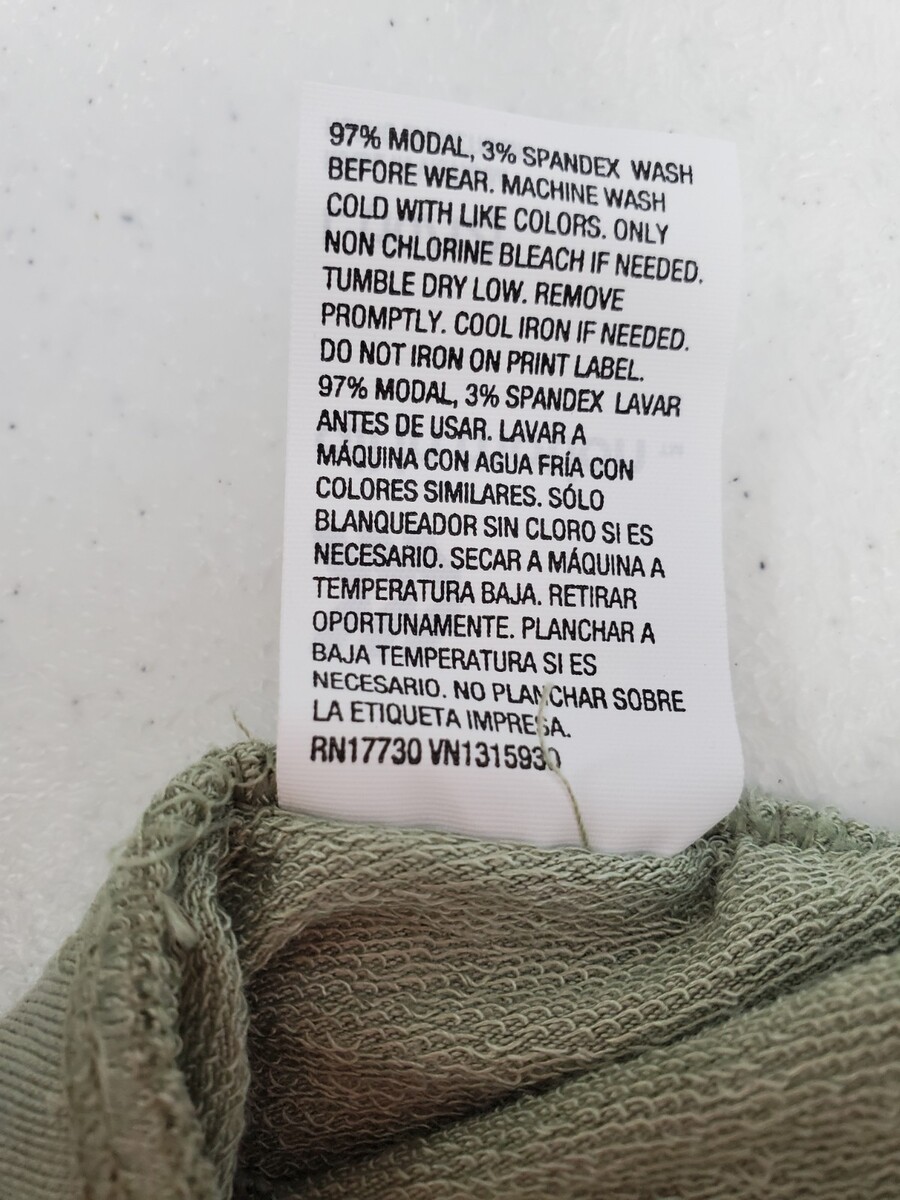 97% MODAL, 3% SPANDEX WASH
BEFORE WEAR. MACHINE WASH
COLD WITH LIKE COLORS. ONLY
NON CHLORINE BLEACH IF NEEDED.
TUMBLE DRY LOW. REMOVE
PROMPTLY. COOL IRON IF NEEDED.
DO NOT IRON ON PRINT LABEL.
97% MODAL, 3% SPANDEX LAVAR
ANTES DE USAR. LAVAR A
MÁQUINA CON AGUA FRÍA CON
COLORES SIMILARES. SÓLO
BLANQUEADOR SIN CLORO SI ES
NECESARIO. SECAR A MÁQUINA A
TEMPERATURA BAJA. RETIRAR
OPORTUNAMENTE. PLANCHAR A
BAJA TEMPERATURA SI ES
NECESARIO. NO PLANCHAR SOBRE
LA ETIQUETA IMPRESA.
RN17730 VN1315930